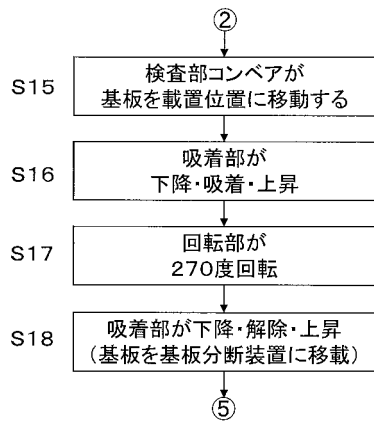 ②
S15
検査部コンベアが
基板を載置位置に移動する
S16
吸着部が
下降・吸着・上昇
S17
回転部が
270度回転
S18
吸着部が下降・解除・上昇
(基板を基板分断装置に移載)
⑤